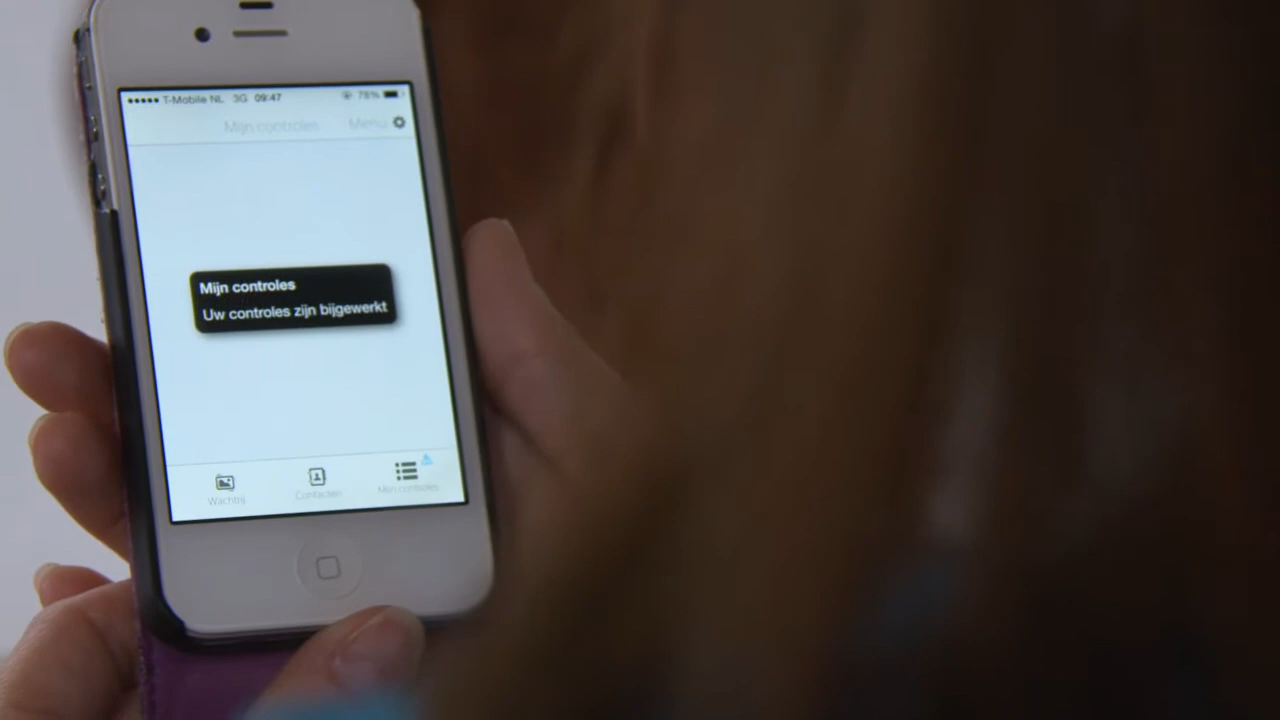 T-Mobile NL 3G 09:47 78%
Mijn controles Menu
Mijn controles
Uw controles zijn bijgewerkt
Wachtrij Contacten Mijn controles